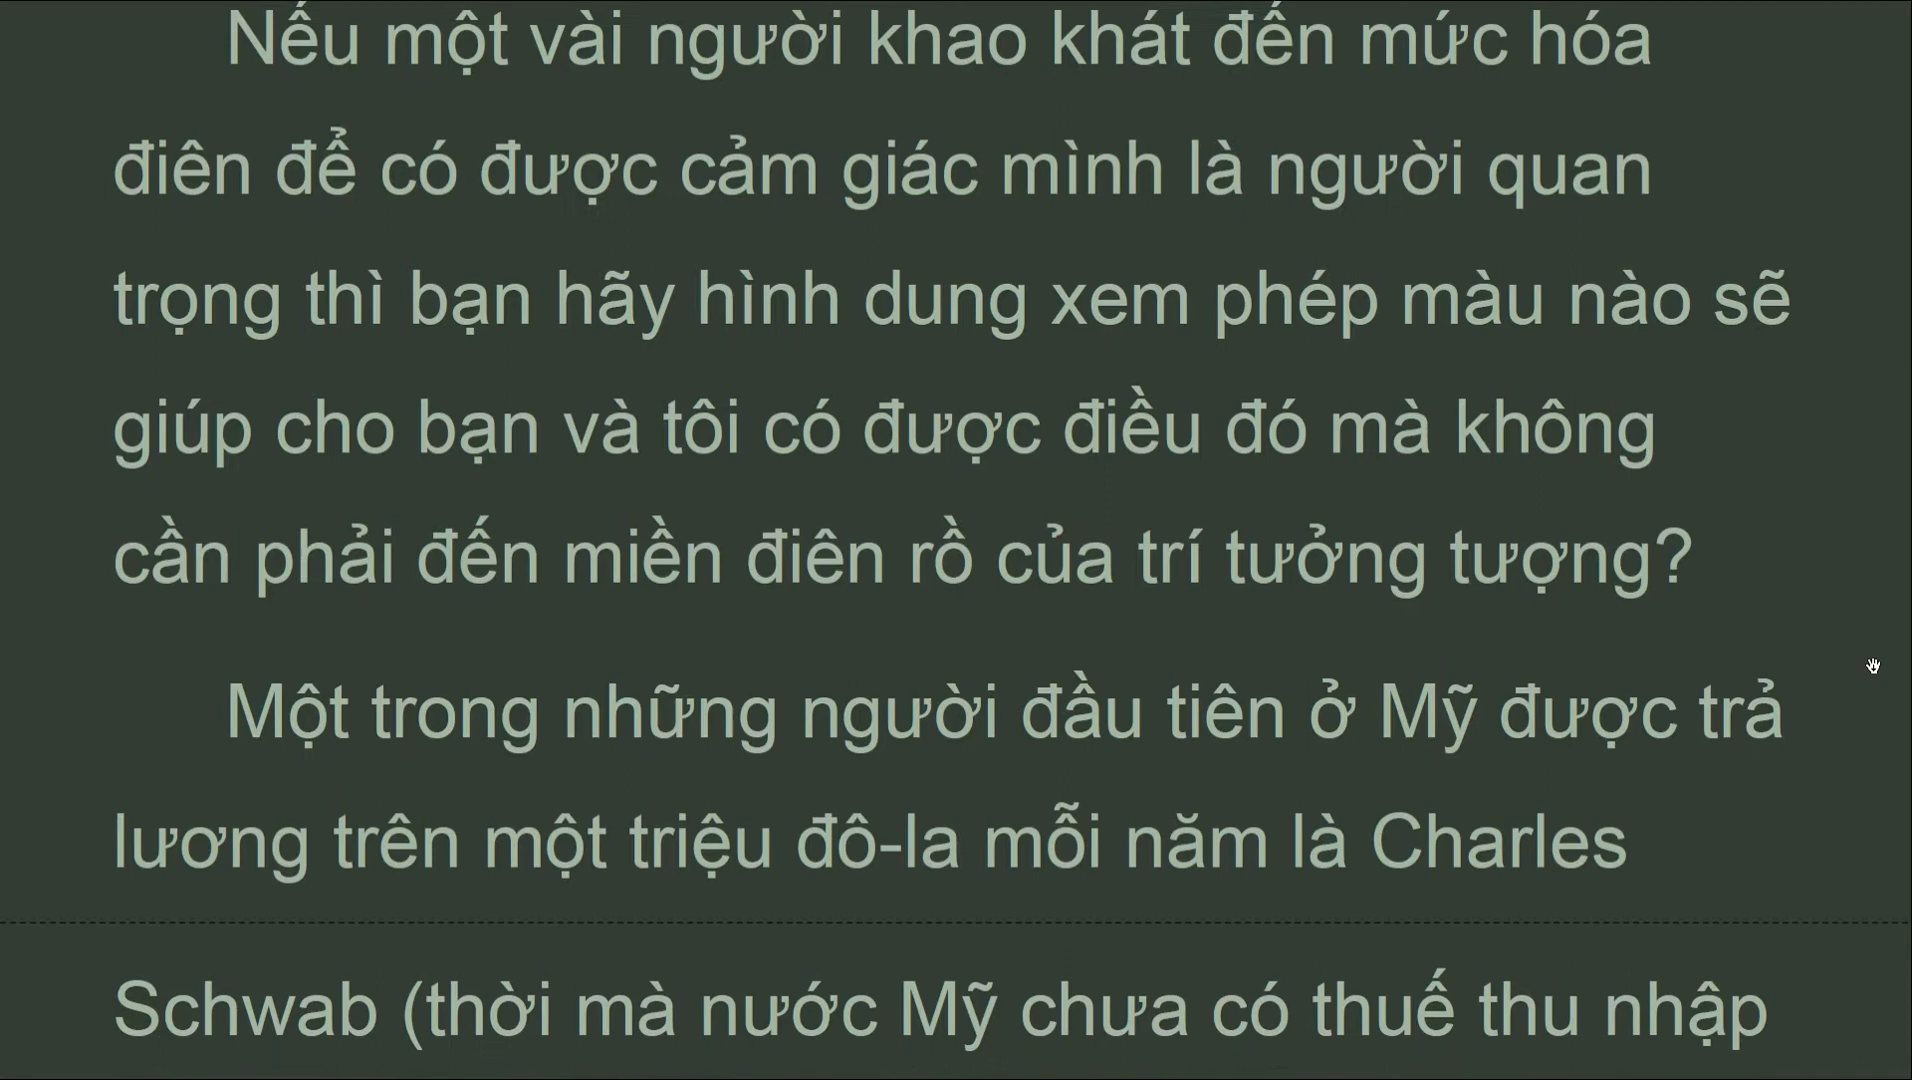 Nếu một vài người khao khát đến mức hóa
điên để có được cảm giác mình là người quan
trọng thì bạn hãy hình dung xem phép màu nào sẽ
giúp cho bạn và tôi có được điều đó mà không
cần phải đến miền điên rồ của trí tưởng tượng?
Một trong những người đầu tiên ở Mỹ được trả
lương trên một triệu đô-la mỗi năm là Charles
Schwab (thời mà nước Mỹ chưa có thuế thu nhập